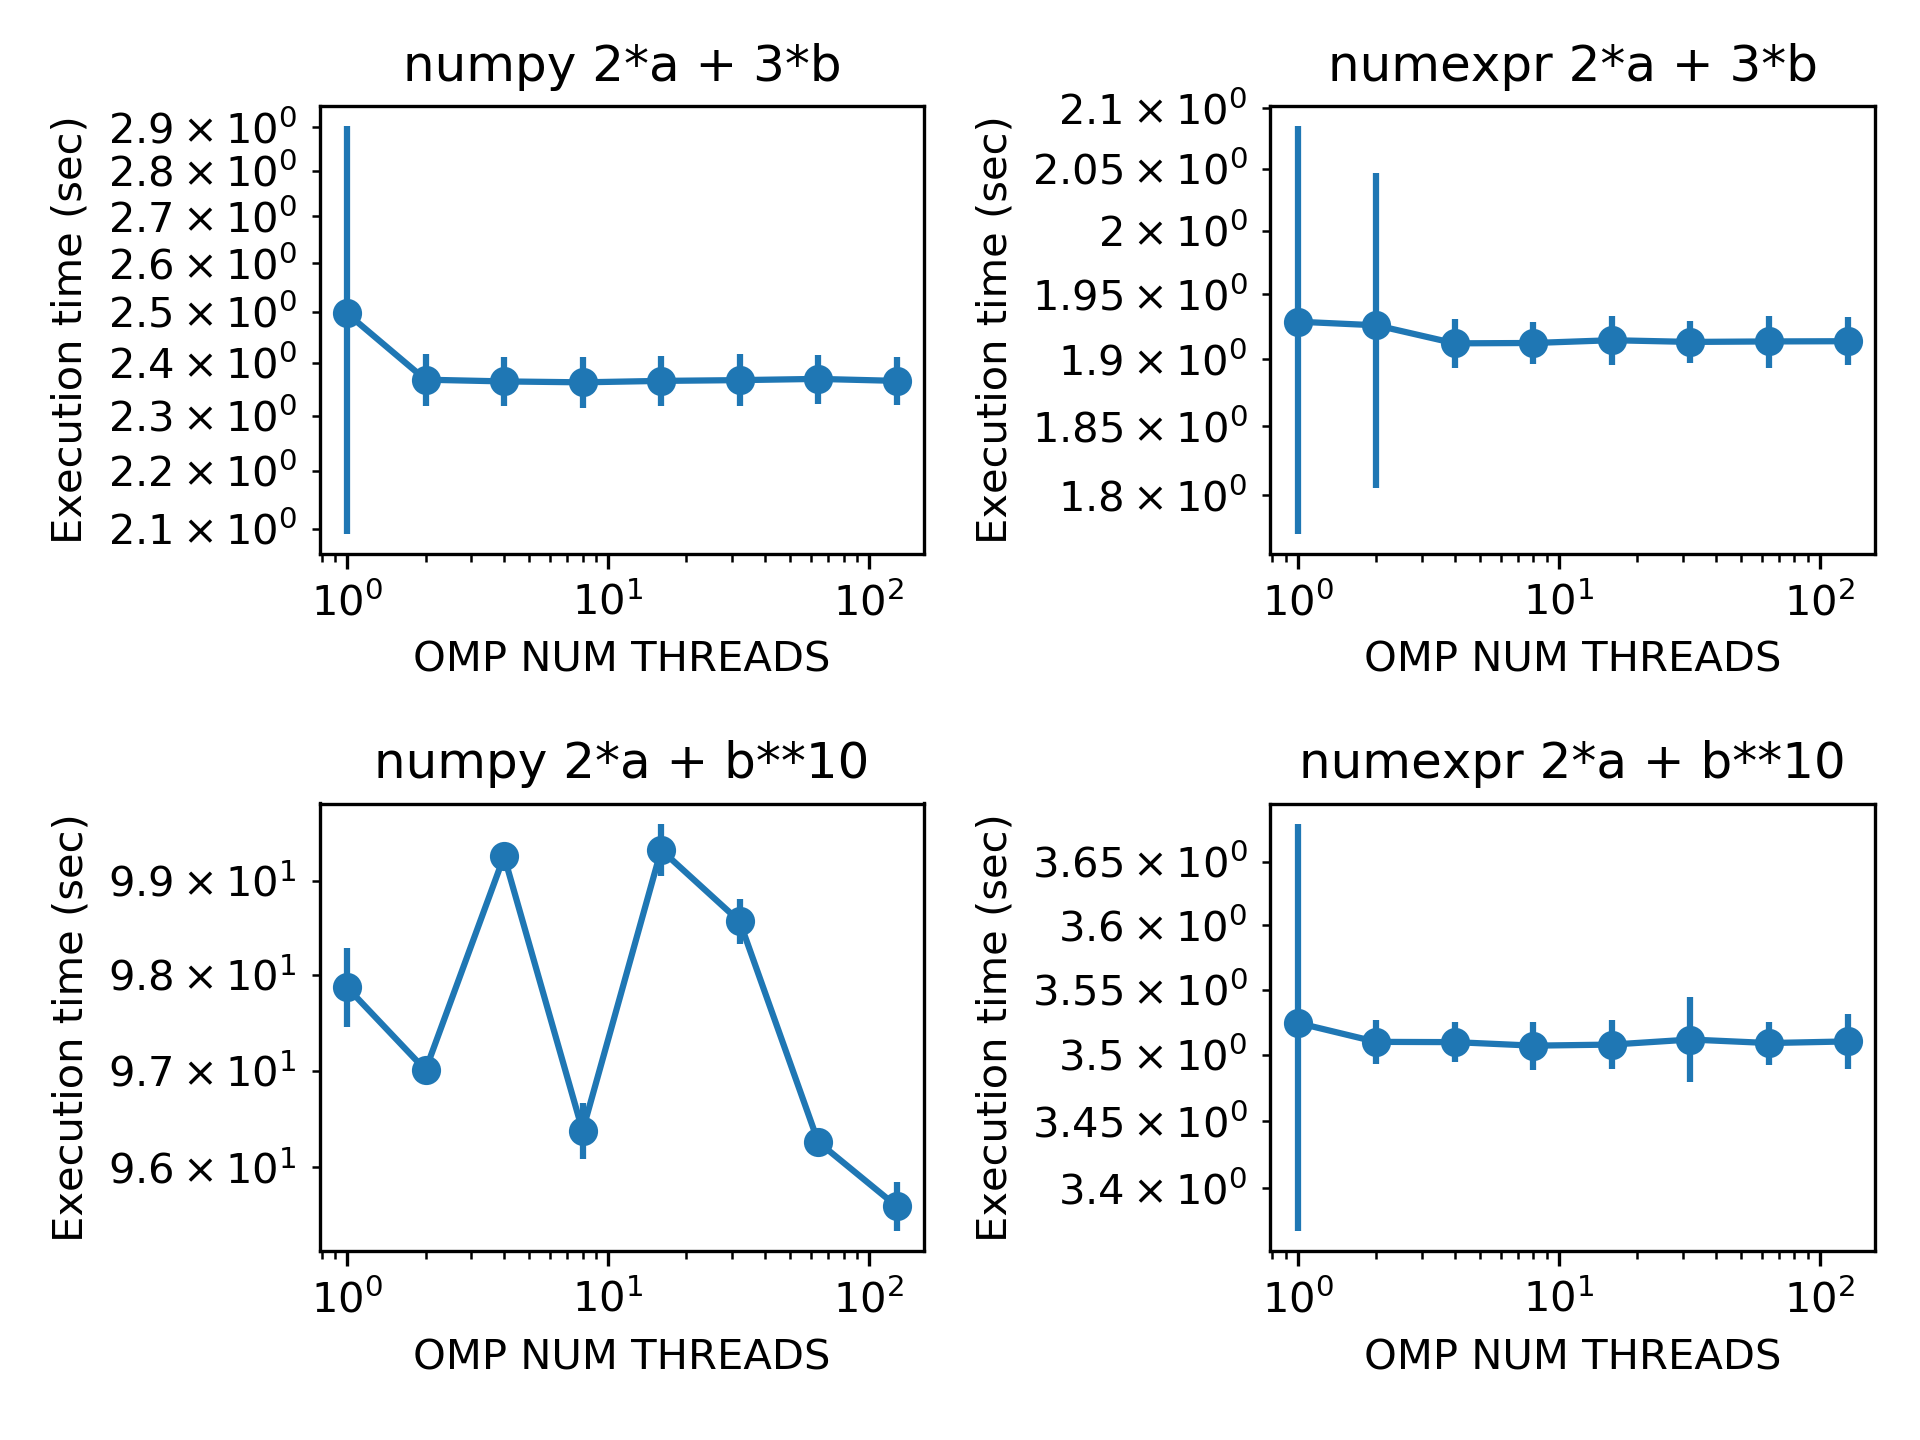 numpy 2*a + 3*b
Execution time (sec)
2.9 × 10⁰
2.8 × 10⁰
2.7 × 10⁰
2.6 × 10⁰
2.5 × 10⁰
2.4 × 10⁰
2.3 × 10⁰
2.2 × 10⁰
2.1 × 10⁰
10⁰ 10¹ 10²
OMP NUM THREADS
numexpr 2*a + 3*b
Execution time (sec)
2.1 × 10⁰
2.05 × 10⁰
2 × 10⁰
1.95 × 10⁰
1.9 × 10⁰
1.85 × 10⁰
1.8 × 10⁰
10⁰ 10¹ 10²
OMP NUM THREADS
numpy 2*a + b**10
Execution time (sec)
9.9 × 10¹
9.8 × 10¹
9.7 × 10¹
9.6 × 10¹
10⁰ 10¹ 10²
OMP NUM THREADS
numexpr 2*a + b**10
Execution time (sec)
3.65 × 10⁰
3.6 × 10⁰
3.55 × 10⁰
3.5 × 10⁰
3.45 × 10⁰
3.4 × 10⁰
10⁰ 10¹ 10²
OMP NUM THREADS